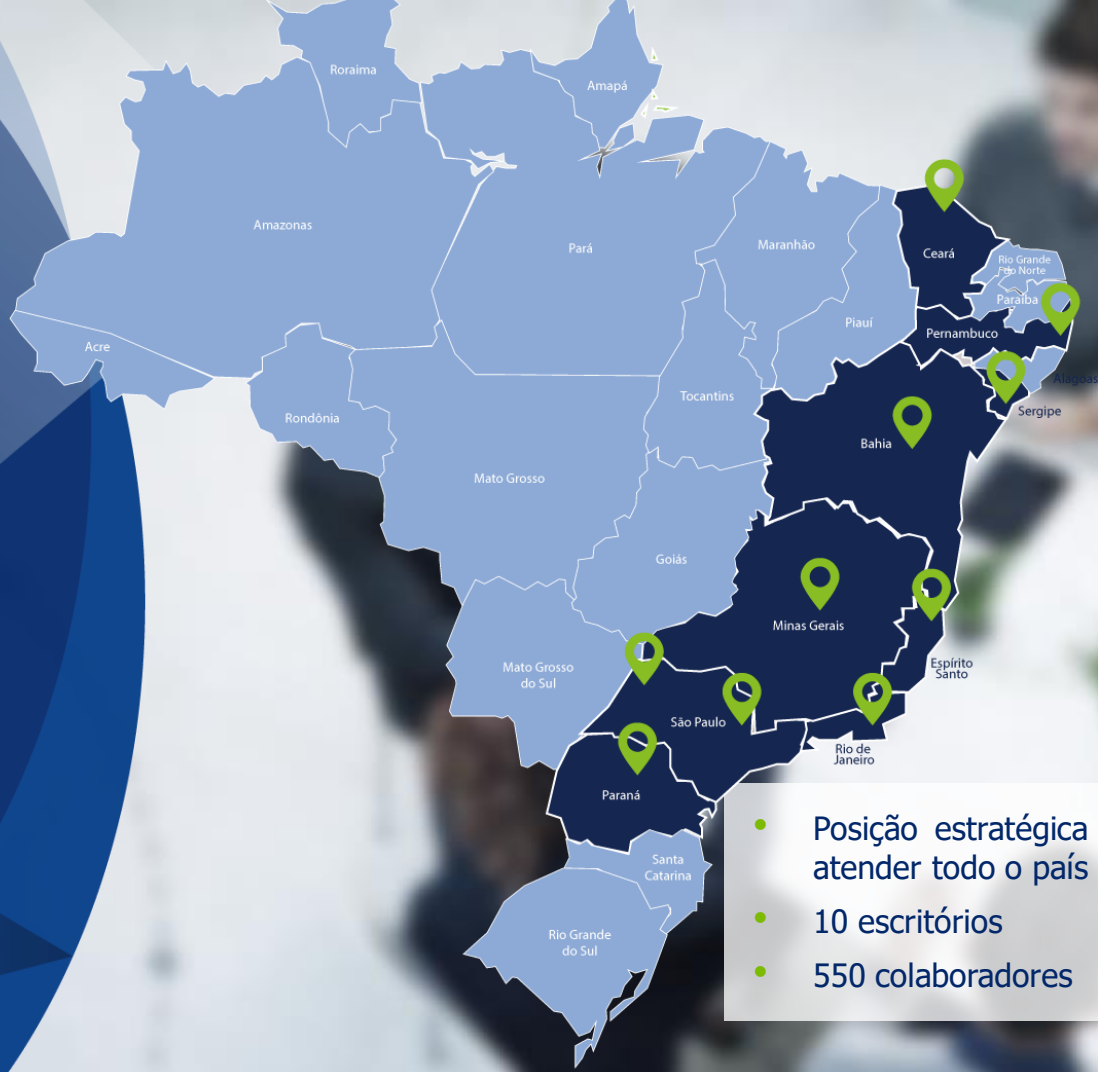 Roraima
Amapá
Amazonas
Pará
Maranhão
Ceará
Rio Grande
do Norte
Paraíba
Piauí
Pernambuco
Acre
Alagoas
Tocantins
Sergipe
Rondônia
Bahia
Mato Grosso
Goiás
Minas Gerais
Espírito
Santo
Mato Grosso
do Sul
São Paulo
Rio de
Janeiro
Paraná
• Posição estratégica
atender todo o país
• 10 escritórios
• 550 colaboradores
Santa
Catarina
Rio Grande
do Sul